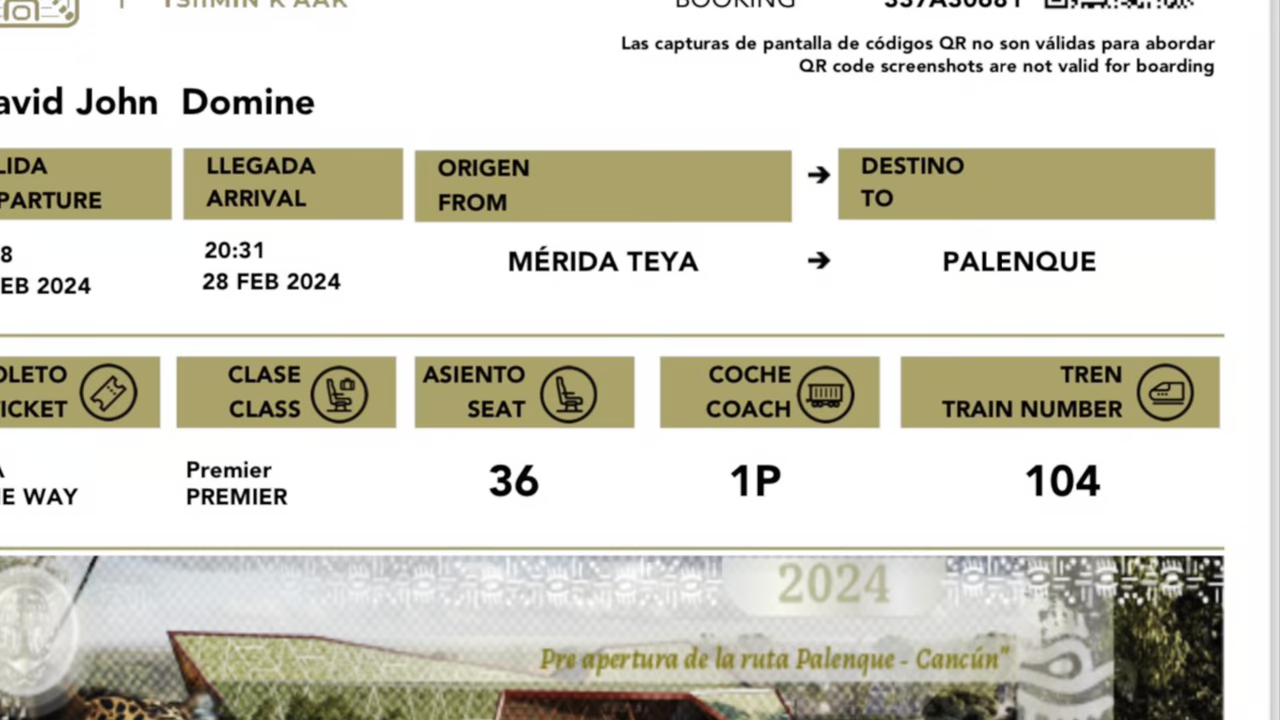 BOOKING
Las capturas de pantalla de códigos QR no son válidas para abordar
QR code screenshots are not valid for boarding
avid John Domine
LIDA
PARTURE
LLEGADA
ARRIVAL
ORIGEN
FROM
➔
DESTINO
TO
8
EB 2024
20:31
28 FEB 2024
MÉRIDA TEYA
➔
PALENQUE
OLETO
ICKET
CLASE
CLASS
ASIENTO
SEAT
COCHE
COACH
TREN
TRAIN NUMBER
A
E WAY
Premier
PREMIER
36
1P
104
2024
Pre apertura de la ruta Palenque - Cancún"